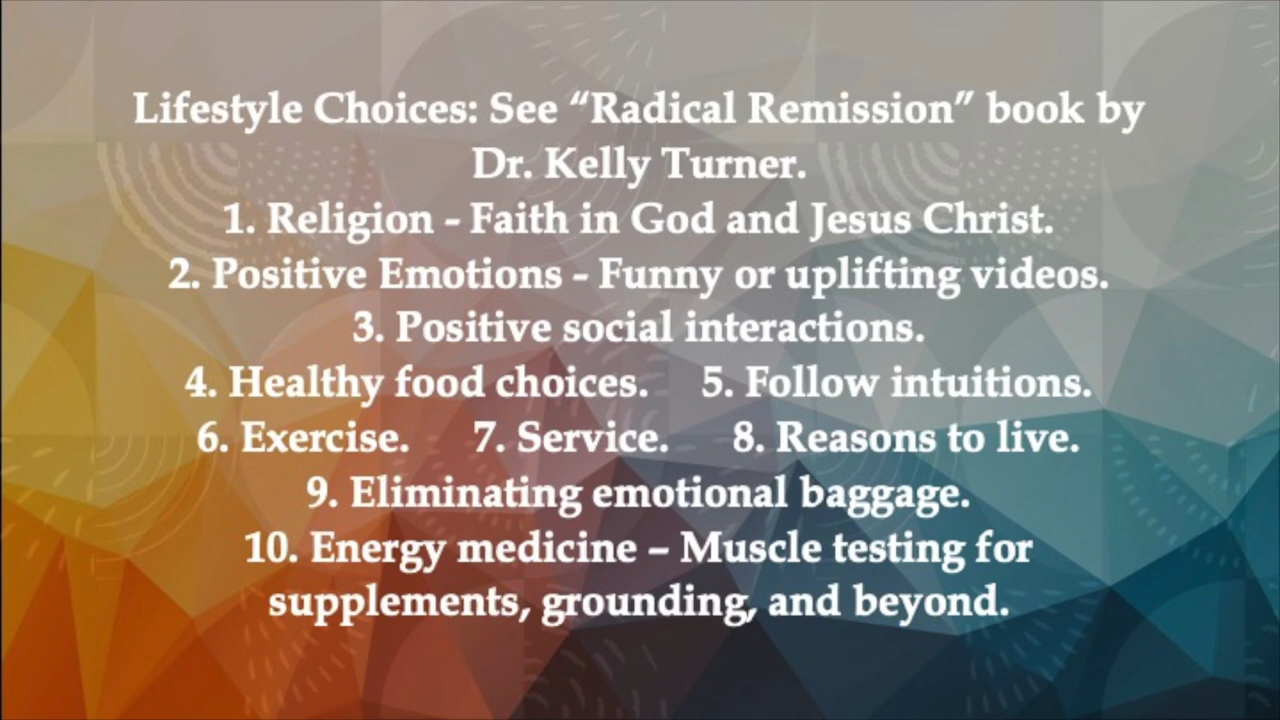 Lifestyle Choices: See “Radical Remission” book by
Dr. Kelly Turner.
1. Religion - Faith in God and Jesus Christ.
2. Positive Emotions - Funny or uplifting videos.
3. Positive social interactions.
4. Healthy food choices. 5. Follow intuitions.
6. Exercise. 7. Service. 8. Reasons to live.
9. Eliminating emotional baggage.
10. Energy medicine – Muscle testing for
supplements, grounding, and beyond.